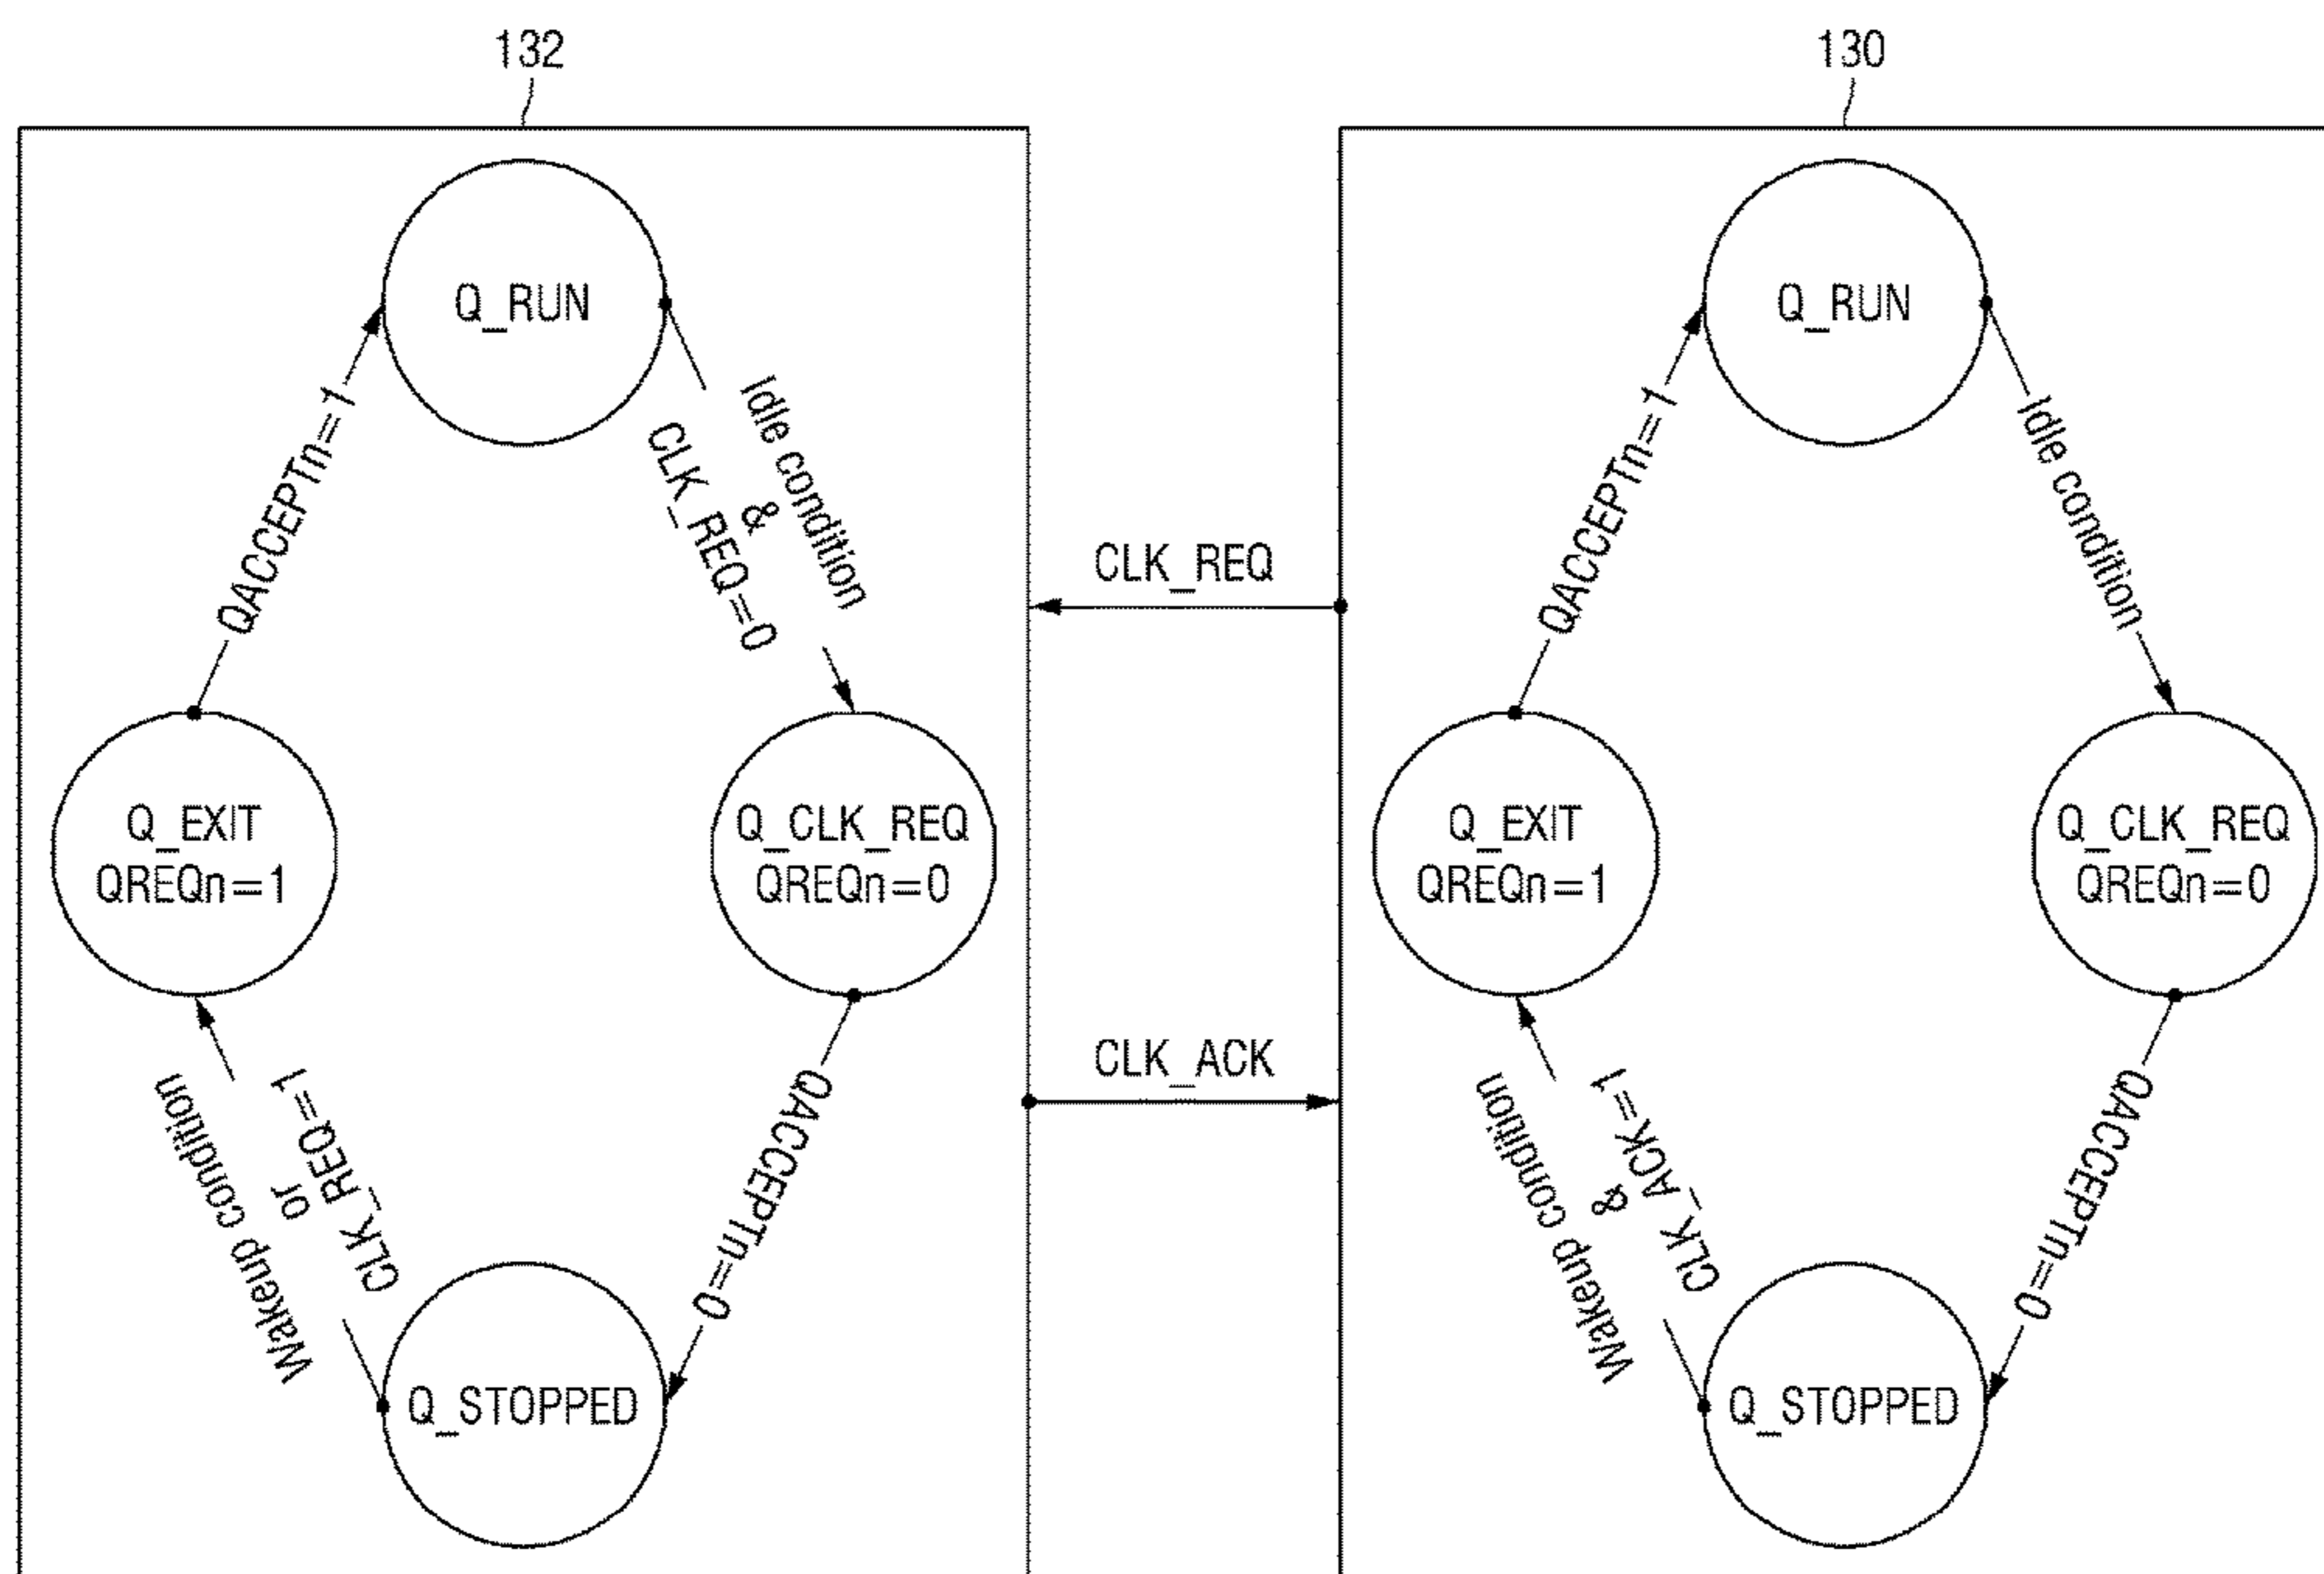 132
Q_RUN
QACCEPTn=1
Idle condition
&
CLK_REQ=0
Q_EXIT
QREQn=1
Q_CLK_REQ
QREQn=0
CLK_REQ=1
or
Wakeup condition
QACCEPTn=0
Q_STOPPED
CLK_REQ
CLK_ACK
130
Q_RUN
QACCEPTn=1
Idle condition
Q_EXIT
QREQn=1
Q_CLK_REQ
QREQn=0
CLK_ACK=1
&
Wakeup condition
QACCEPTn=0
Q_STOPPED